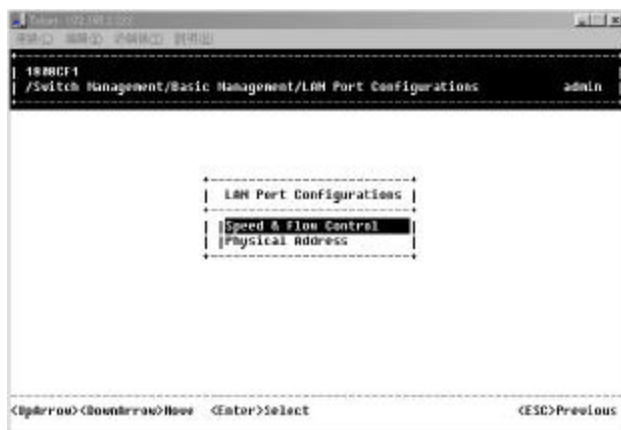 Telnet
1808CF1
/Switch Management/Basic Management/LAN Port Configurations admin
LAN Port Configurations
Speed & Flow Control
Physical Address
<UpArrow><DownArrow>Move <Enter>Select <ESC>Previous